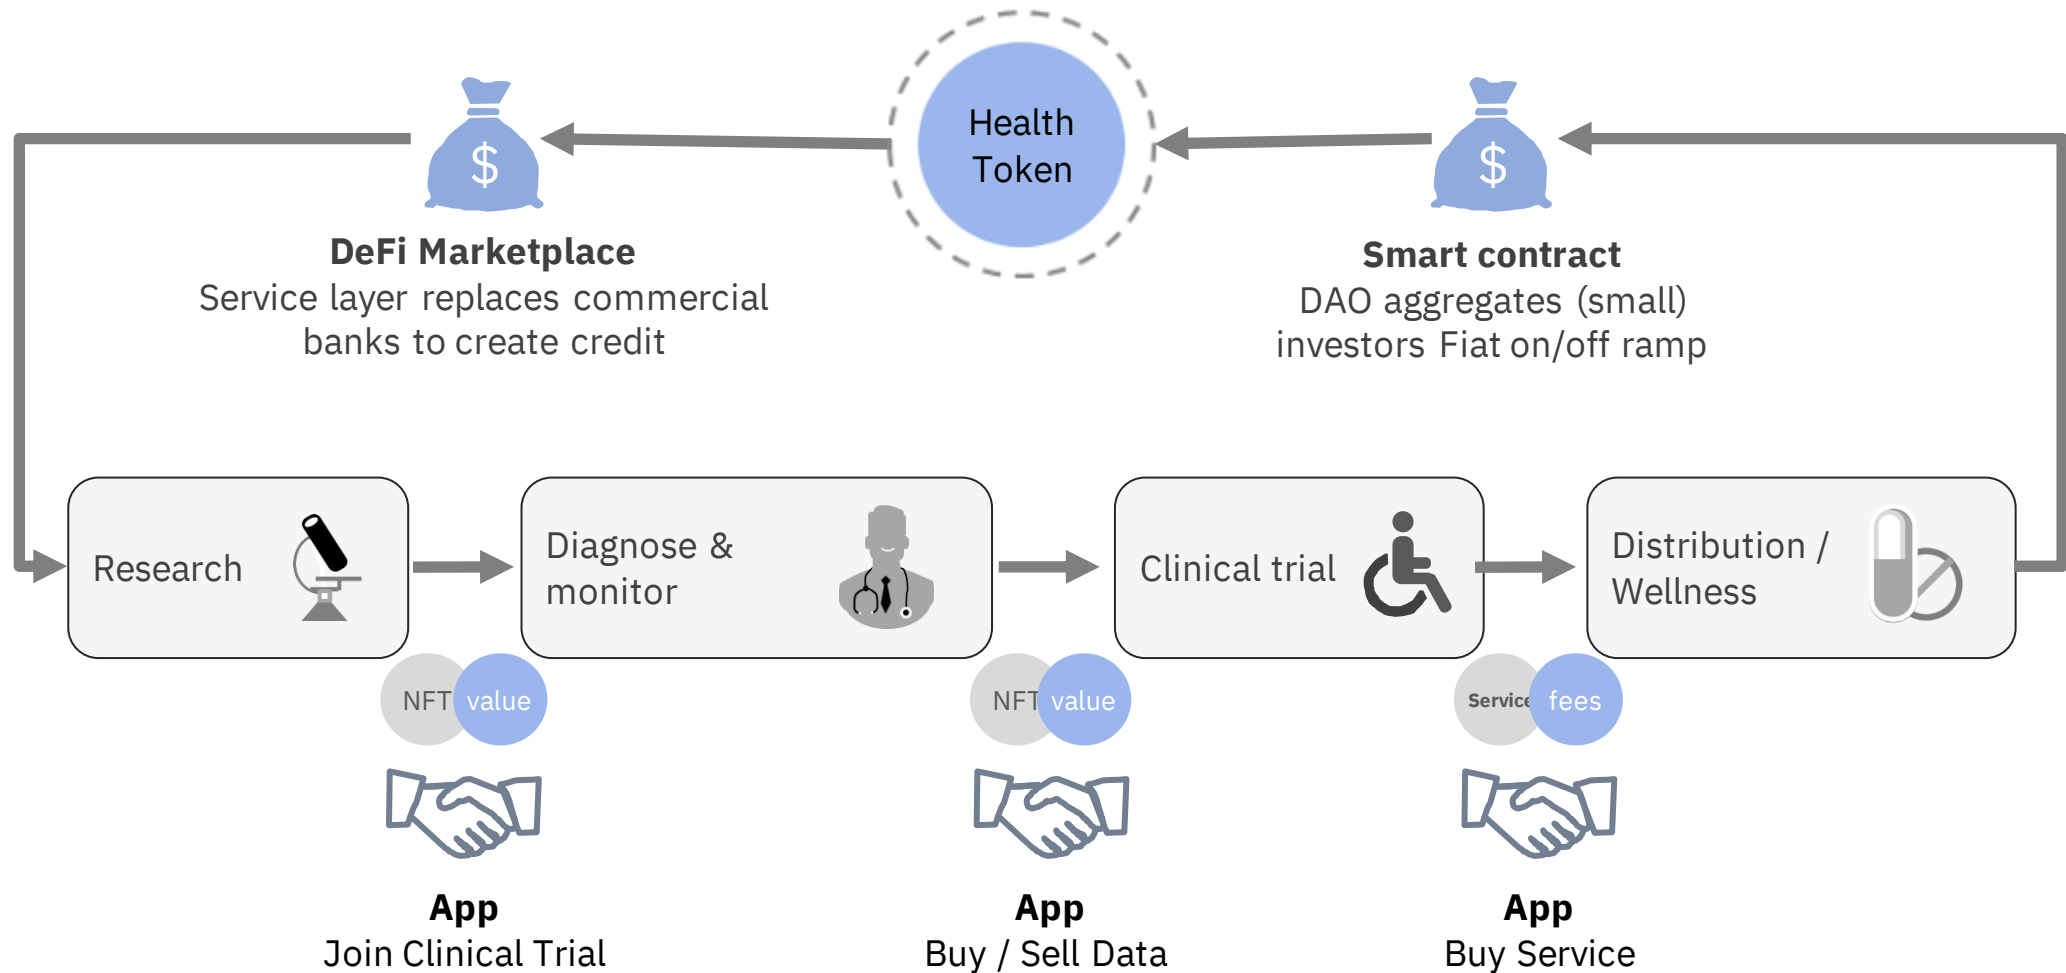 Health
Token
$
$
DeFi Marketplace
Service layer replaces commercial
banks to create credit
Smart contract
DAO aggregates (small)
investors Fiat on/off ramp
Research
Diagnose &
monitor
Clinical trial
Distribution /
Wellness
NFT value
NFT value
Service fees
App
Join Clinical Trial
App
Buy / Sell Data
App
Buy Service